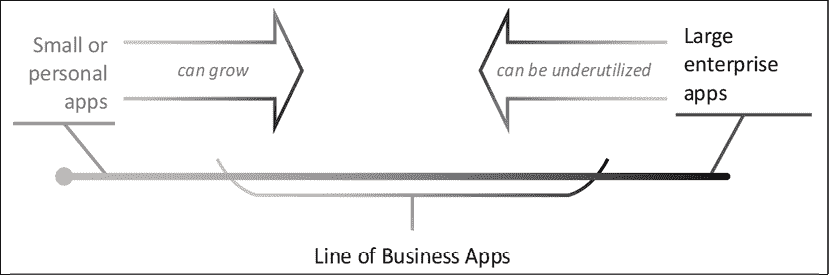 Small or
personal
apps
can grow
can be underutilized
Large
enterprise
apps
Line of Business Apps